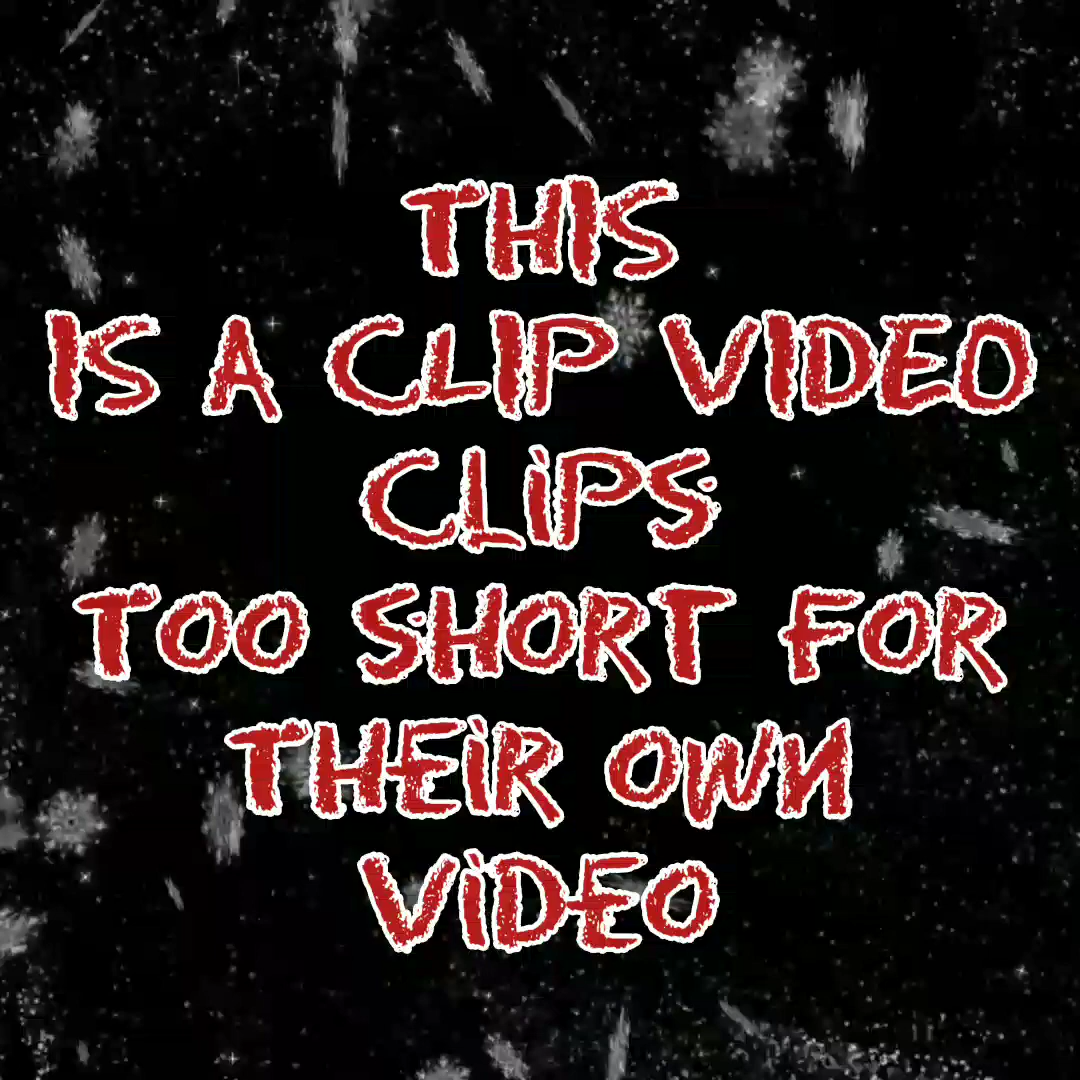 THIS
IS A CLIP VIDEO
CLIPS
TOO SHORT FOR
THEIR OWN
VIDEO